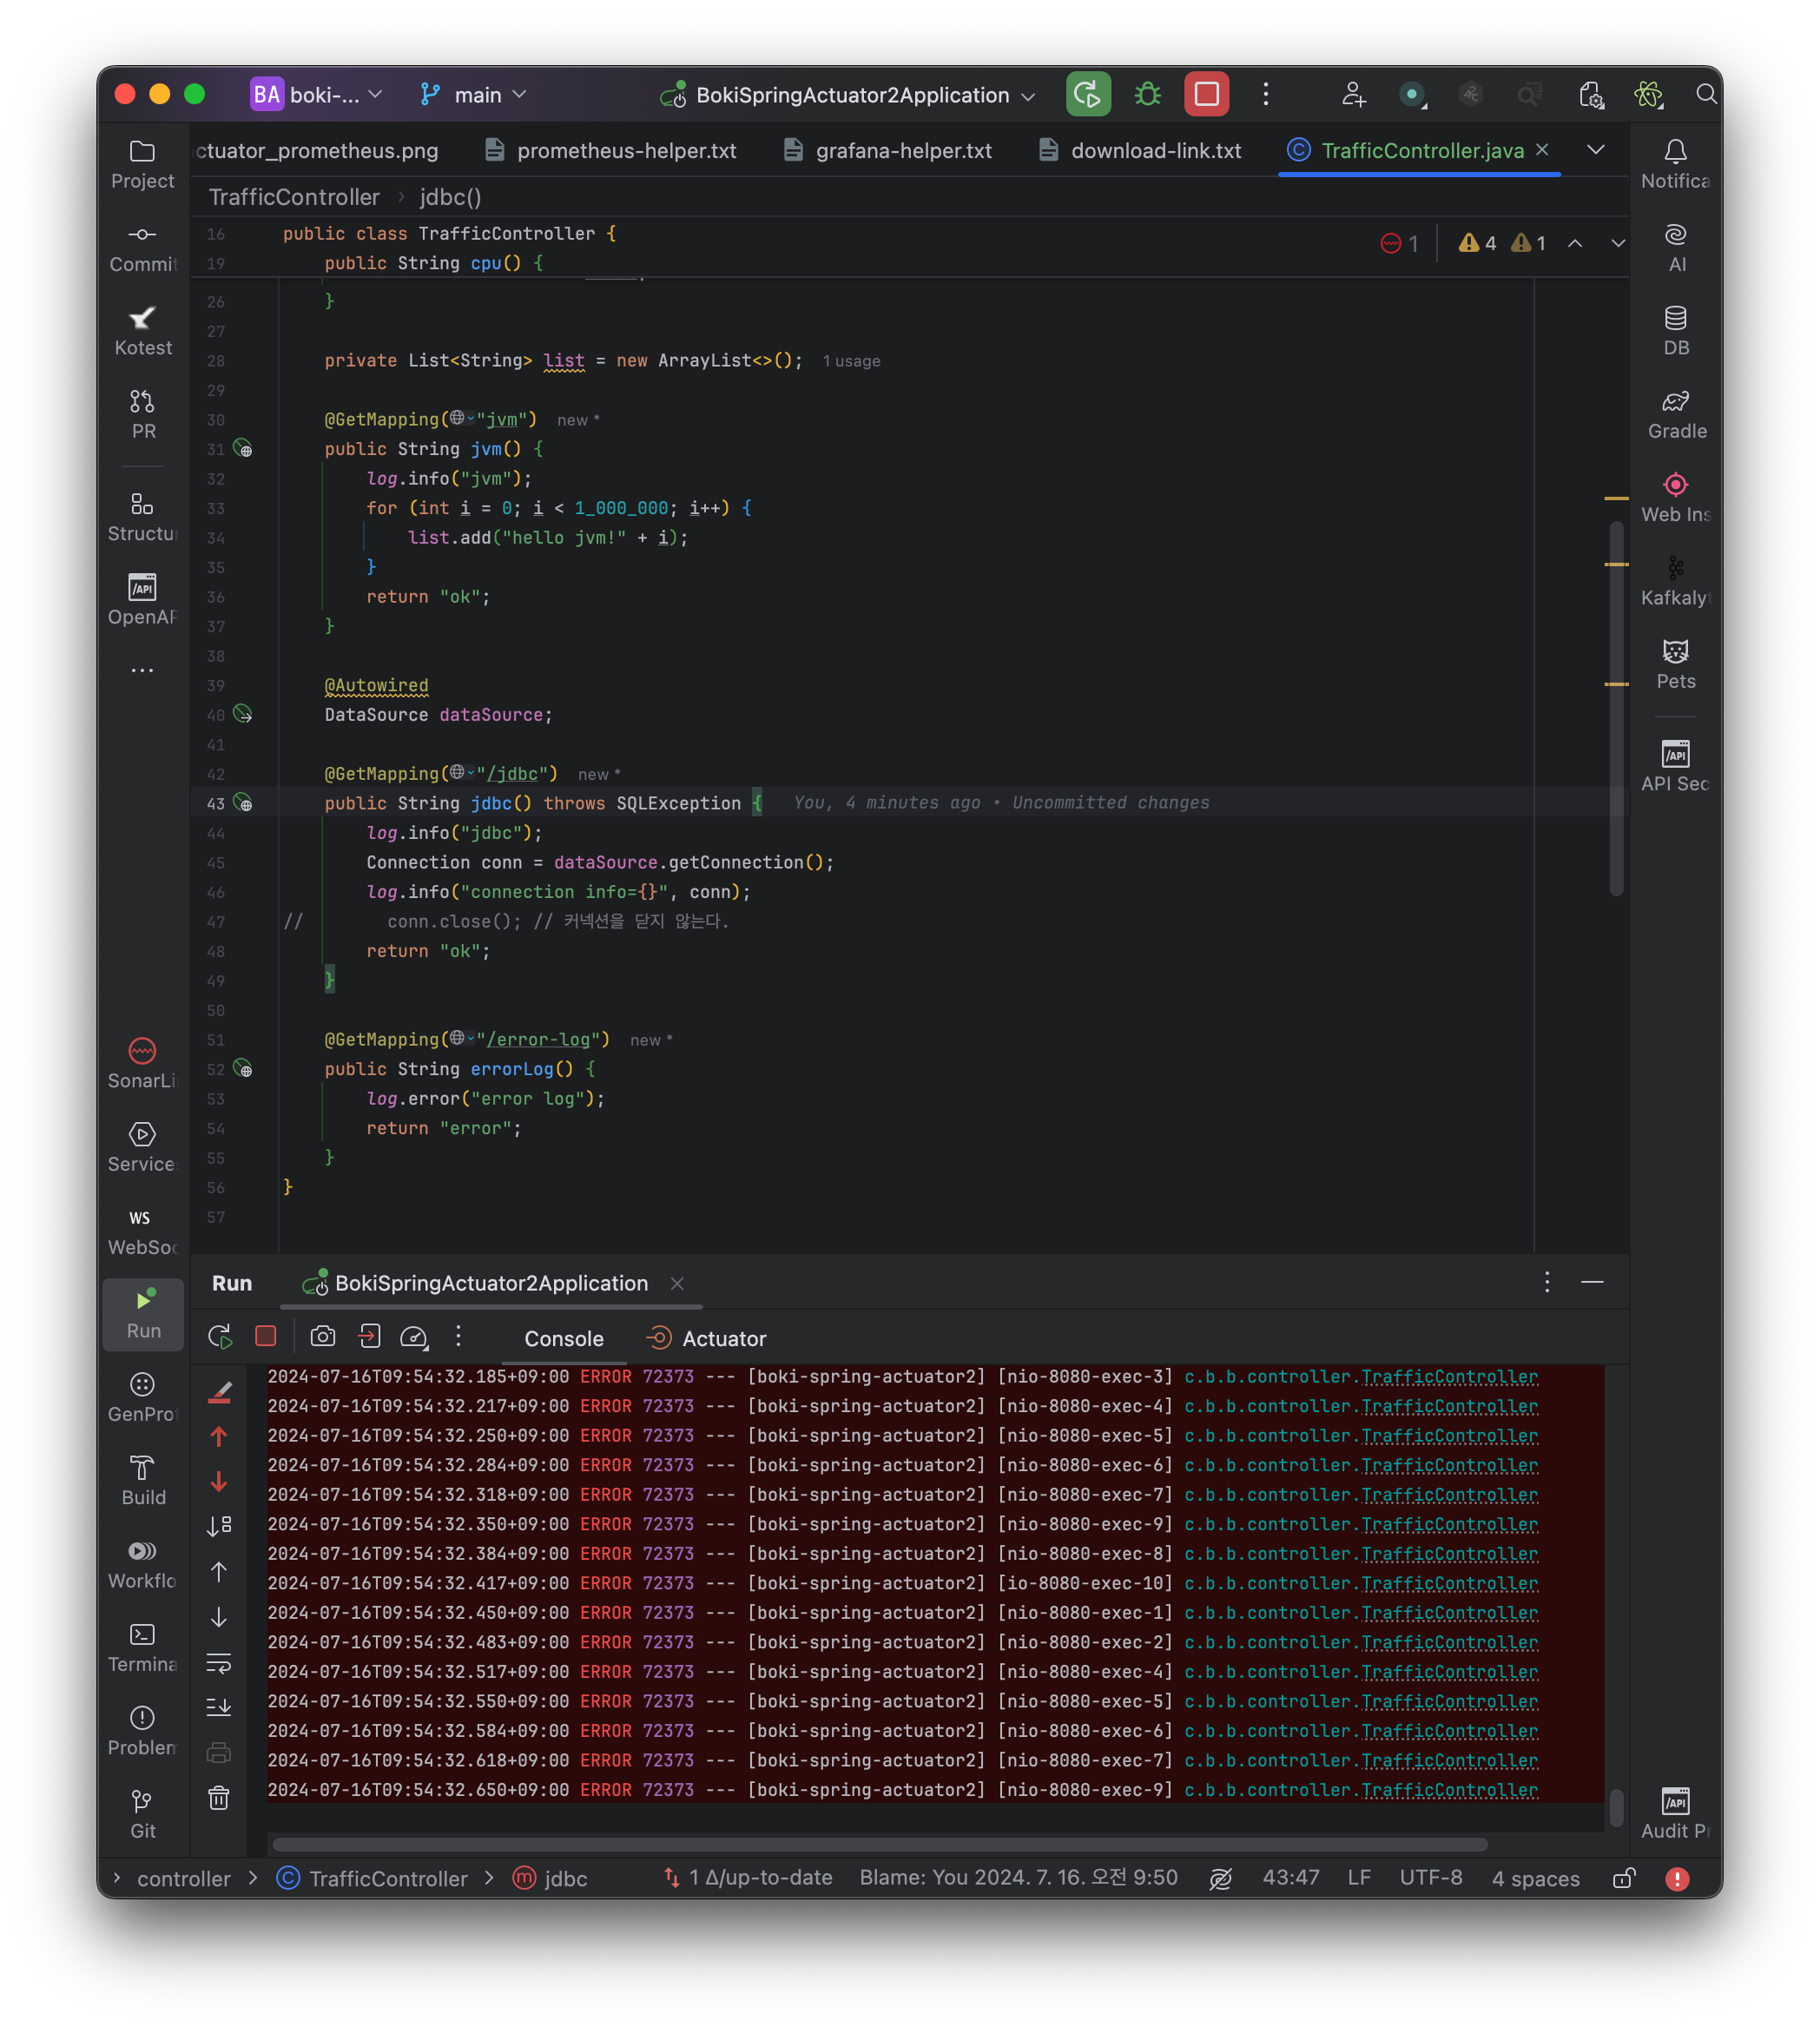 BA boki-... main BokiSpringActuator2Application
ctuator_prometheus.png prometheus-helper.txt grafana-helper.txt download-link.txt TrafficController.java
TrafficController › jdbc()
Project
Commit
Kotest
PR
Structu
/API
OpenAP
...
SonarLi
Service
WS
WebSoc
Run
GenProt
Build
Workflo
Termina
Problem
Git
16 public class TrafficController {
19 public String cpu() {
1 4 1
26 }
27
28 private List<String> list = new ArrayList<>(); 1 usage
29
30 @GetMapping("jvm") new *
31 public String jvm() {
32 log.info("jvm");
33 for (int i = 0; i < 1_000_000; i++) {
34 list.add("hello jvm!" + i);
35 }
36 return "ok";
37 }
38
39 @Autowired
40 DataSource dataSource;
41
42 @GetMapping("/jdbc") new *
43 public String jdbc() throws SQLException { You, 4 minutes ago • Uncommitted changes
44 log.info("jdbc");
45 Connection conn = dataSource.getConnection();
46 log.info("connection info={}", conn);
47 // conn.close(); // 커넥션을 닫지 않는다.
48 return "ok";
49 }
50
51 @GetMapping("/error-log") new *
52 public String errorLog() {
53 log.error("error log");
54 return "error";
55 }
56 }
57
Notifica
AI
DB
Gradle
Web Ins
Kafkalyt
Pets
/API
API Sec
/API
Audit Pr
Run BokiSpringActuator2Application
Console Actuator
2024-07-16T09:54:32.185+09:00 ERROR 72373 --- [boki-spring-actuator2] [nio-8080-exec-3] c.b.b.controller.TrafficController
2024-07-16T09:54:32.217+09:00 ERROR 72373 --- [boki-spring-actuator2] [nio-8080-exec-4] c.b.b.controller.TrafficController
2024-07-16T09:54:32.250+09:00 ERROR 72373 --- [boki-spring-actuator2] [nio-8080-exec-5] c.b.b.controller.TrafficController
2024-07-16T09:54:32.284+09:00 ERROR 72373 --- [boki-spring-actuator2] [nio-8080-exec-6] c.b.b.controller.TrafficController
2024-07-16T09:54:32.318+09:00 ERROR 72373 --- [boki-spring-actuator2] [nio-8080-exec-7] c.b.b.controller.TrafficController
2024-07-16T09:54:32.350+09:00 ERROR 72373 --- [boki-spring-actuator2] [nio-8080-exec-9] c.b.b.controller.TrafficController
2024-07-16T09:54:32.384+09:00 ERROR 72373 --- [boki-spring-actuator2] [nio-8080-exec-8] c.b.b.controller.TrafficController
2024-07-16T09:54:32.417+09:00 ERROR 72373 --- [boki-spring-actuator2] [io-8080-exec-10] c.b.b.controller.TrafficController
2024-07-16T09:54:32.450+09:00 ERROR 72373 --- [boki-spring-actuator2] [nio-8080-exec-1] c.b.b.controller.TrafficController
2024-07-16T09:54:32.483+09:00 ERROR 72373 --- [boki-spring-actuator2] [nio-8080-exec-2] c.b.b.controller.TrafficController
2024-07-16T09:54:32.517+09:00 ERROR 72373 --- [boki-spring-actuator2] [nio-8080-exec-4] c.b.b.controller.TrafficController
2024-07-16T09:54:32.550+09:00 ERROR 72373 --- [boki-spring-actuator2] [nio-8080-exec-5] c.b.b.controller.TrafficController
2024-07-16T09:54:32.584+09:00 ERROR 72373 --- [boki-spring-actuator2] [nio-8080-exec-6] c.b.b.controller.TrafficController
2024-07-16T09:54:32.618+09:00 ERROR 72373 --- [boki-spring-actuator2] [nio-8080-exec-7] c.b.b.controller.TrafficController
2024-07-16T09:54:32.650+09:00 ERROR 72373 --- [boki-spring-actuator2] [nio-8080-exec-9] c.b.b.controller.TrafficController
› controller › TrafficController › jdbc 1 Δ/up-to-date Blame: You 2024. 7. 16. 오전 9:50 43:47 LF UTF-8 4 spaces